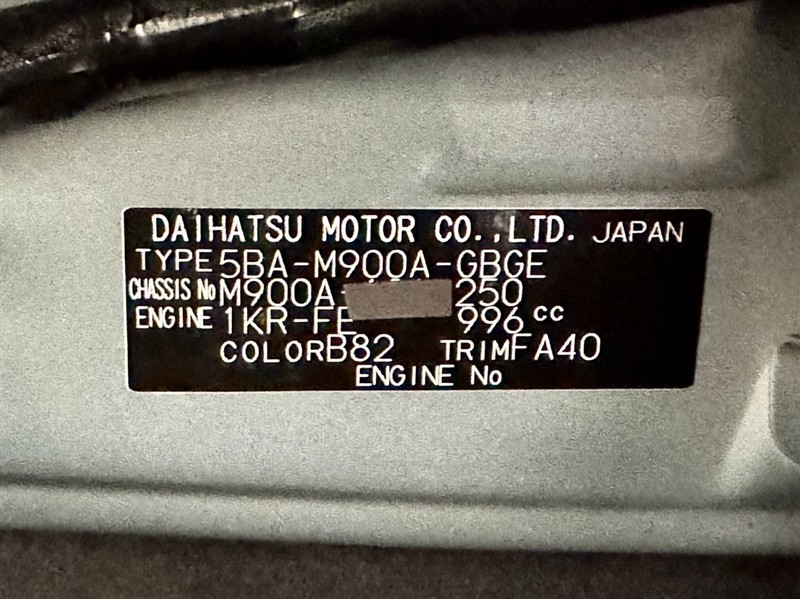 DAIHATSU MOTOR CO.,LTD. JAPAN
TYPE 5BA-M900A-GBGE
CHASSIS No M900A- 250
ENGINE 1KR-FE 996 cc
COLOR B82 TRIM FA40
ENGINE No